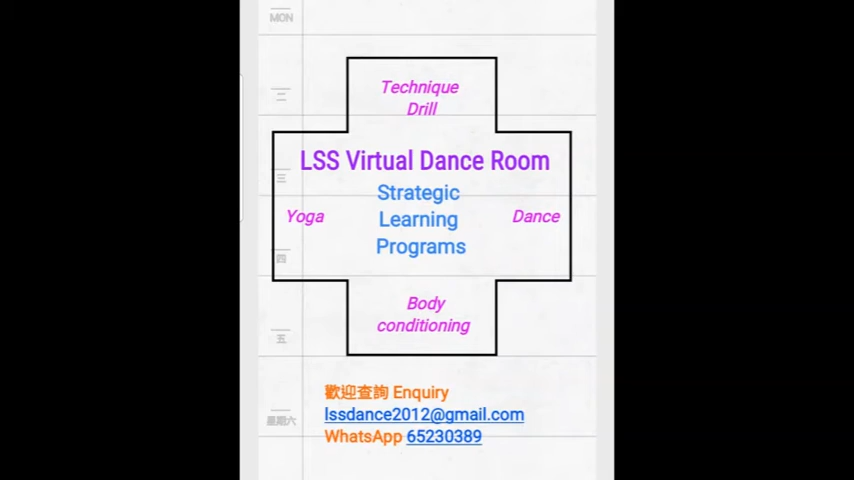 MON
二
Technique
Drill
三
LSS Virtual Dance Room
Strategic
Yoga Learning Dance
Programs
四
Body
conditioning
五
歡迎查詢 Enquiry
lssdance2012@gmail.com
星期六
WhatsApp 65230389